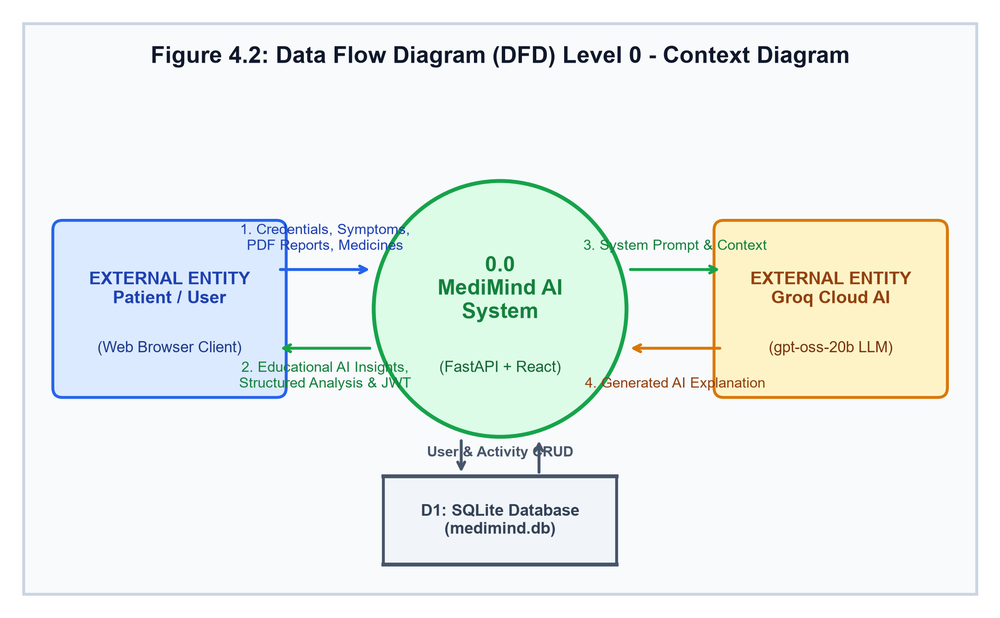 Figure 4.2: Data Flow Diagram (DFD) Level 0 - Context Diagram
1. Credentials, Symptoms,
PDF Reports, Medicines
EXTERNAL ENTITY
Patient / User
(Web Browser Client)
2. Educational AI Insights,
Structured Analysis & JWT
0.0
MediMind AI
System
(FastAPI + React)
3. System Prompt & Context
EXTERNAL ENTITY
Groq Cloud AI
(gpt-oss-20b LLM)
4. Generated AI Explanation
User & Activity CRUD
D1: SQLite Database
(medimind.db)